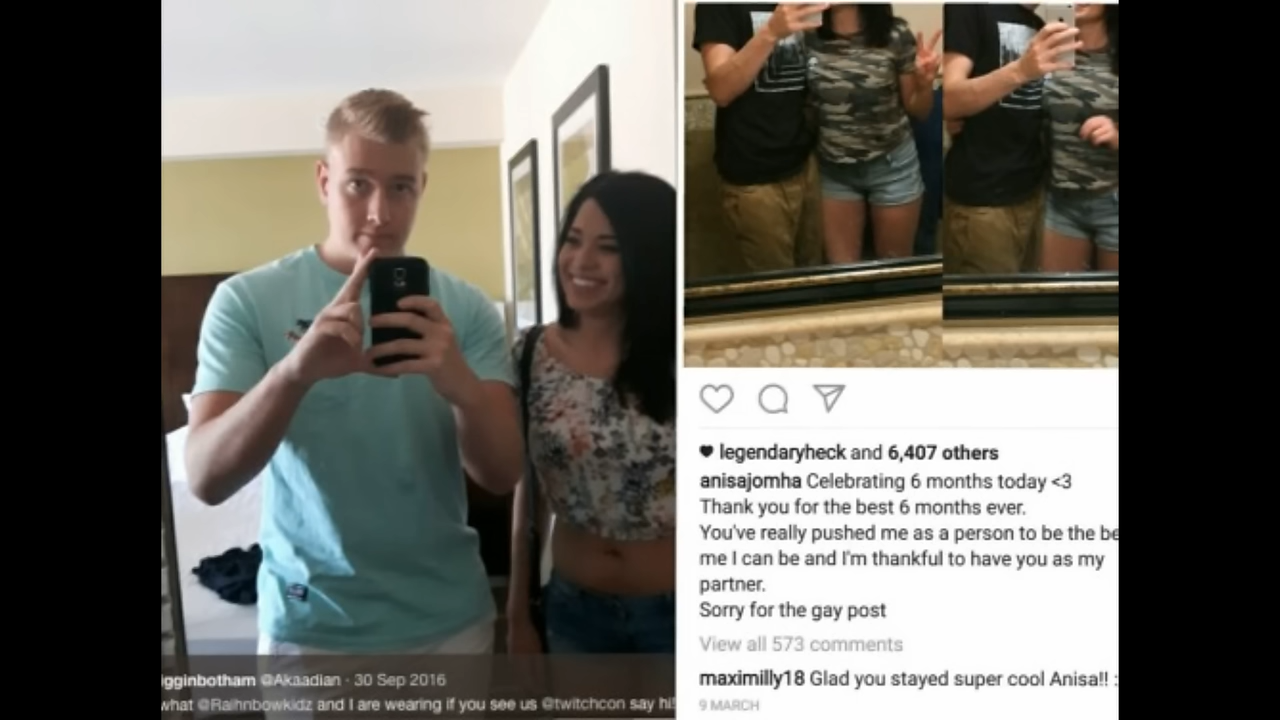 igginbotham @Akaadian · 30 Sep 2016
what @Raihnbowkidz and I are wearing if you see us @twitchcon say hi!
legendaryheck and 6,407 others
anisajomha Celebrating 6 months today <3
Thank you for the best 6 months ever.
You've really pushed me as a person to be the be
me I can be and I'm thankful to have you as my
partner.
Sorry for the gay post
View all 573 comments
maximilly18 Glad you stayed super cool Anisa!! :
9 MARCH